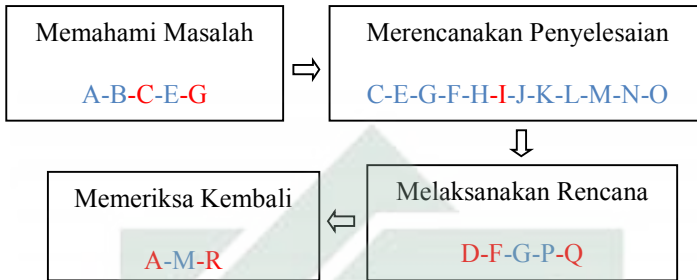 Memahami Masalah
A-B-C-E-G
Merencanakan Penyelesaian
C-E-G-F-H-I-J-K-L-M-N-O
Melaksanakan Rencana
D-F-G-P-Q
Memeriksa Kembali
A-M-R